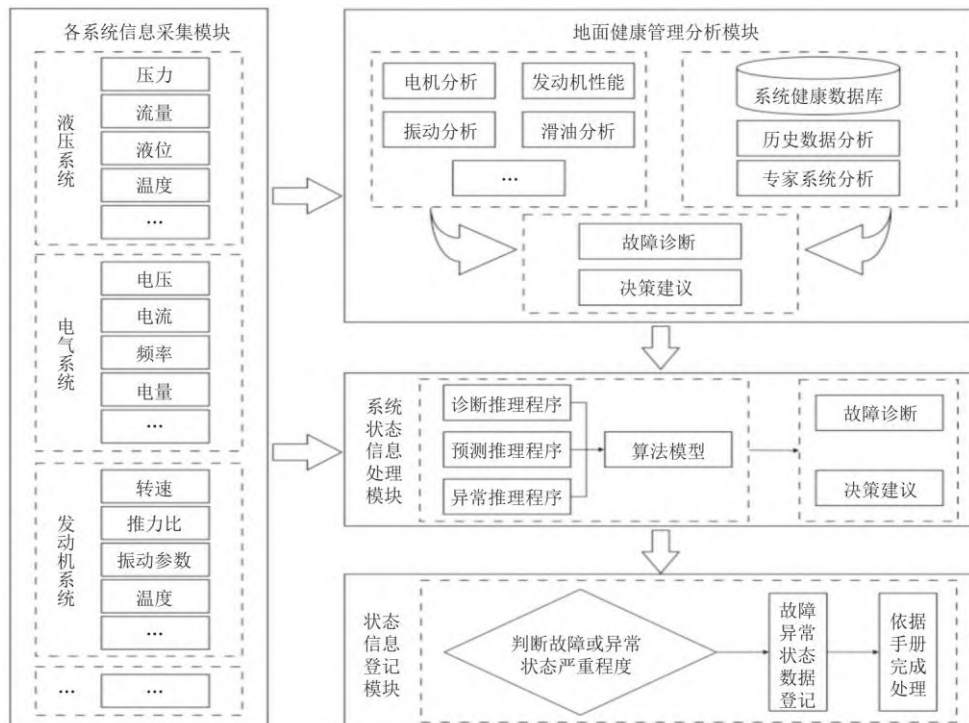 各系统信息采集模块
液压系统
压力
流量
液位
温度
…
电气系统
电压
电流
频率
电量
…
发动机系统
转速
推力比
振动参数
温度
…
…
…
地面健康管理分析模块
电机分析
发动机性能
振动分析
滑油分析
…
系统健康数据库
历史数据分析
专家系统分析
故障诊断
决策建议
系统
状态
信息
处理
模块
诊断推理程序
预测推理程序
异常推理程序
算法模型
故障诊断
决策建议
状态
信息
登记
模块
判断故障或异常
状态严重程度
故障
异常
状态
数据
登记
依据
手册
完成
处理